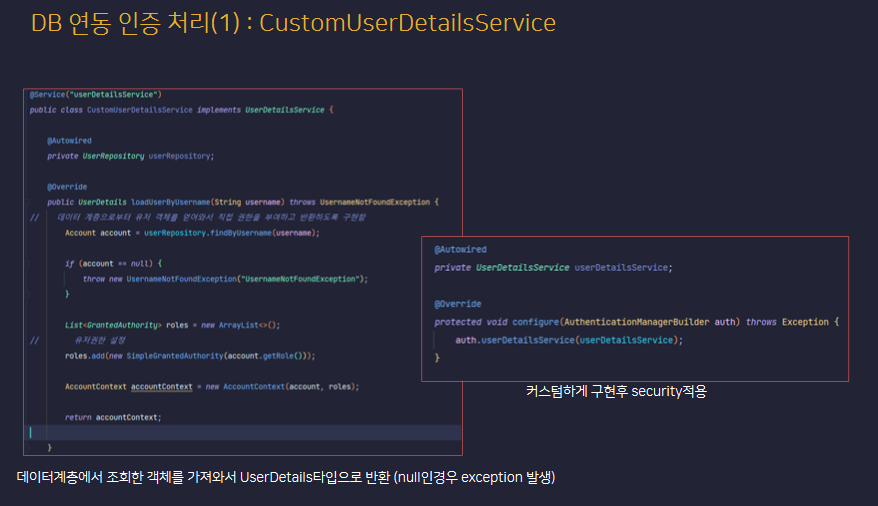 DB 연동 인증 처리(1) : CustomUserDetailsService
@Service("userDetailsService")
public class CustomUserDetailsService implements UserDetailsService {
@Autowired
private UserRepository userRepository;
@Override
public UserDetails loadUserByUsername(String username) throws UsernameNotFoundException {
// 데이터 계층으로부터 유저 객체를 얻어와서 직접 권한을 부여하고 반환하도록 구현함
Account account = userRepository.findByUsername(username);
if (account == null) {
throw new UsernameNotFoundException("UsernameNotFoundException");
}
List<GrantedAuthority> roles = new ArrayList<>();
// 유저권한 설정
roles.add(new SimpleGrantedAuthority(account.getRole()));
AccountContext accountContext = new AccountContext(account, roles);
return accountContext;
}
@Autowired
private UserDetailsService userDetailsService;
@Override
protected void configure(AuthenticationManagerBuilder auth) throws Exception {
auth.userDetailsService(userDetailsService);
}
커스텀하게 구현후 security적용
데이터계층에서 조회한 객체를 가져와서 UserDetails타입으로 반환 (null인경우 exception 발생)